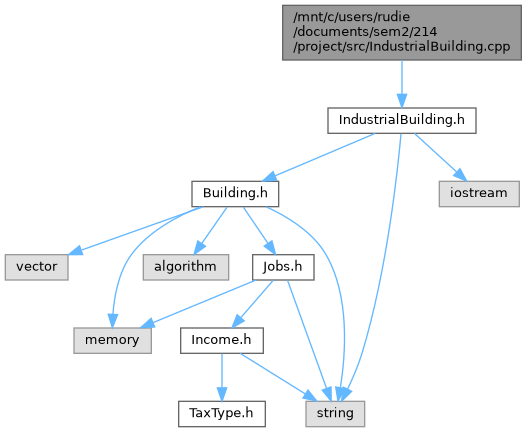 /mnt/c/users/rudie
/documents/sem2/214
/project/src/IndustrialBuilding.cpp
IndustrialBuilding.h
Building.h
iostream
vector
algorithm
Jobs.h
memory
Income.h
TaxType.h
string